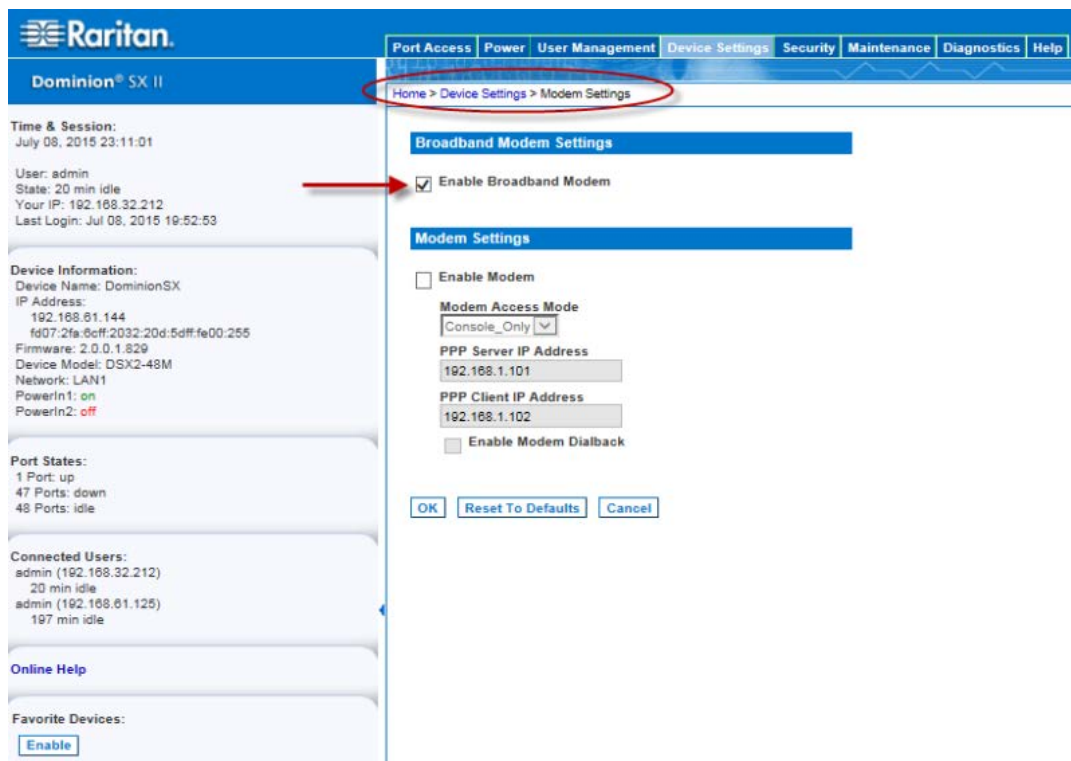 Raritan.
Port Access Power User Management Device Settings Security Maintenance Diagnostics Help
Dominion® SX II
Home > Device Settings > Modem Settings
Time & Session:
July 08, 2015 23:11:01
User: admin
State: 20 min idle
Your IP: 192.168.32.212
Last Login: Jul 08, 2015 19:52:53
Device Information:
Device Name: DominionSX
IP Address:
192.168.61.144
fd07:2fa:6cff:2032:20d:5dff:fe00:255
Firmware: 2.0.0.1.829
Device Model: DSX2-48M
Network: LAN1
PowerIn1: on
PowerIn2: off
Port States:
1 Port: up
47 Ports: down
48 Ports: idle
Connected Users:
admin (192.168.32.212)
20 min idle
admin (192.168.61.125)
197 min idle
Online Help
Favorite Devices:
Enable
Broadband Modem Settings
Enable Broadband Modem
Modem Settings
Enable Modem
Modem Access Mode
Console_Only
PPP Server IP Address
192.168.1.101
PPP Client IP Address
192.168.1.102
Enable Modem Dialback
OK Reset To Defaults Cancel